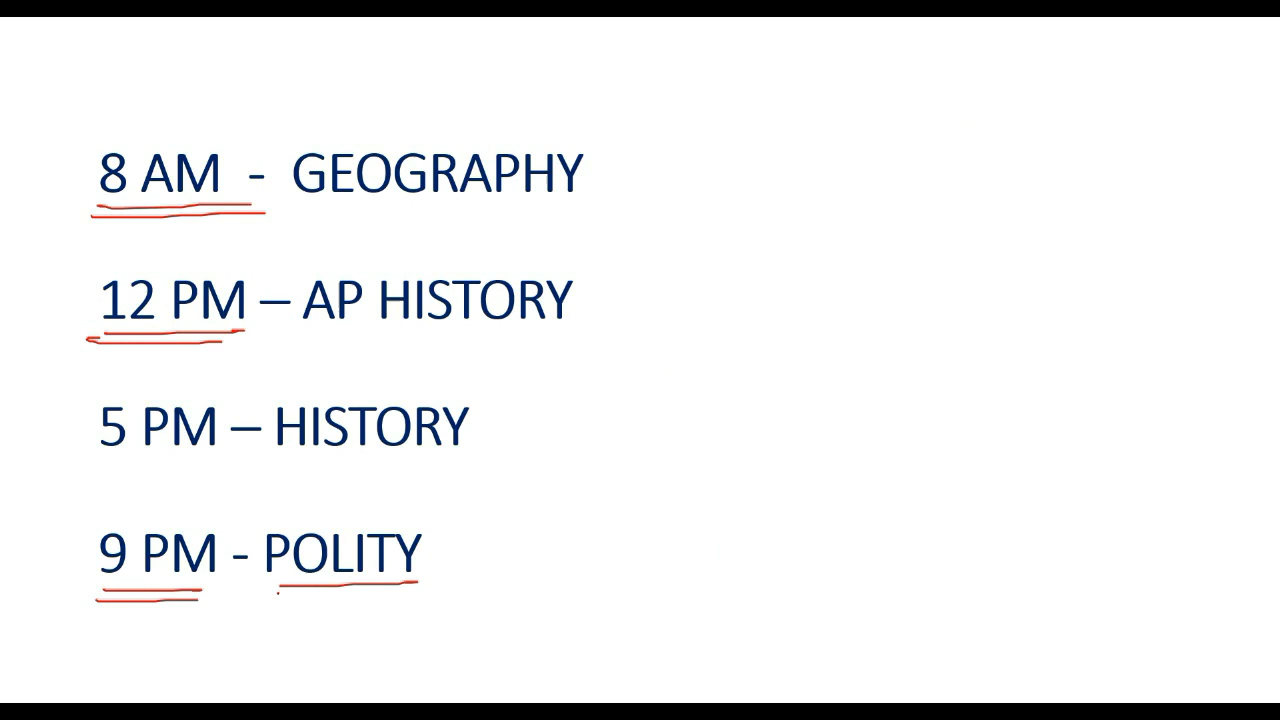 8 AM - GEOGRAPHY
12 PM – AP HISTORY
5 PM – HISTORY
9 PM - POLITY